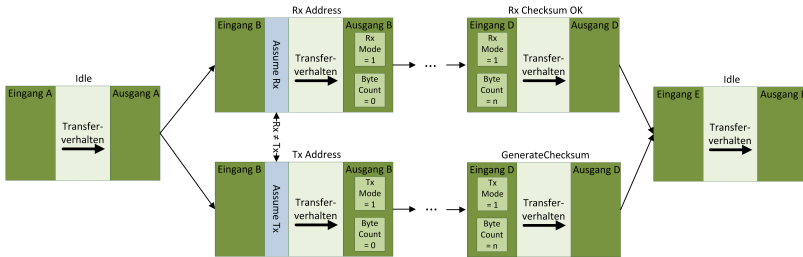 Idle
Eingang A
Ausgang A
Transfer-
verhalten
Rx Address
Eingang B
Assume Rx
Transfer-
verhalten
Ausgang B
Rx
Mode
= 1
Byte
Count
= 0
...
Rx Checksum OK
Eingang D
Rx
Mode
= 1
Byte
Count
= n
Transfer-
verhalten
Ausgang D
Rx ≠ Tx
Tx Address
Eingang B
Assume Tx
Transfer-
verhalten
Ausgang B
Tx
Mode
= 1
Byte
Count
= 0
...
GenerateChecksum
Eingang D
Tx
Mode
= 1
Byte
Count
= n
Transfer-
verhalten
Ausgang D
Idle
Eingang E
Transfer-
verhalten
Ausgang